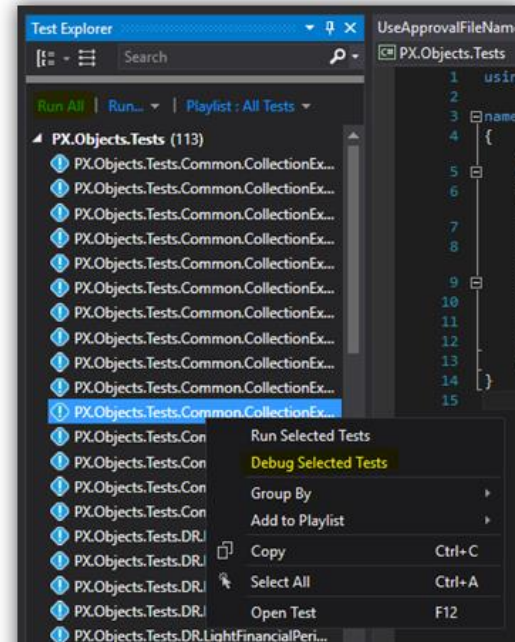 Test Explorer
Search
Run All | Run... | Playlist : All Tests
PX.Objects.Tests (113)
PX.Objects.Tests.Common.CollectionEx...
PX.Objects.Tests.Common.CollectionEx...
PX.Objects.Tests.Common.CollectionEx...
PX.Objects.Tests.Common.CollectionEx...
PX.Objects.Tests.Common.CollectionEx...
PX.Objects.Tests.Common.CollectionEx...
PX.Objects.Tests.Common.CollectionEx...
PX.Objects.Tests.Common.CollectionEx...
PX.Objects.Tests.Common.CollectionEx...
PX.Objects.Tests.Common.CollectionEx...
PX.Objects.Tests.Common.CollectionEx...
PX.Objects.Tests.Con
PX.Objects.Tests.Con
PX.Objects.Tests.Con
PX.Objects.Tests.Con
PX.Objects.Tests.DR.
PX.Objects.Tests.DR.
PX.Objects.Tests.DR.
PX.Objects.Tests.DR.LightFinancialPeri...
Run Selected Tests
Debug Selected Tests
Group By
Add to Playlist
Copy Ctrl+C
Select All Ctrl+A
Open Test F12
UseApprovalFileNam
C# PX.Objects.Tests
1 usin
2
3 name
4 {
5
6
7
8
9
10
11
12
13
14 }
15